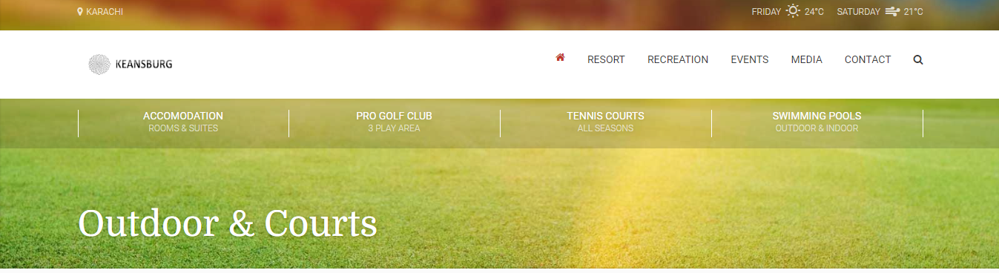 KARACHI
FRIDAY 24°C SATURDAY 21°C
KEANSBURG
RESORT RECREATION EVENTS MEDIA CONTACT
ACCOMODATION PRO GOLF CLUB TENNIS COURTS SWIMMING POOLS
ROOMS & SUITES 3 PLAY AREA ALL SEASONS OUTDOOR & INDOOR
Outdoor & Courts